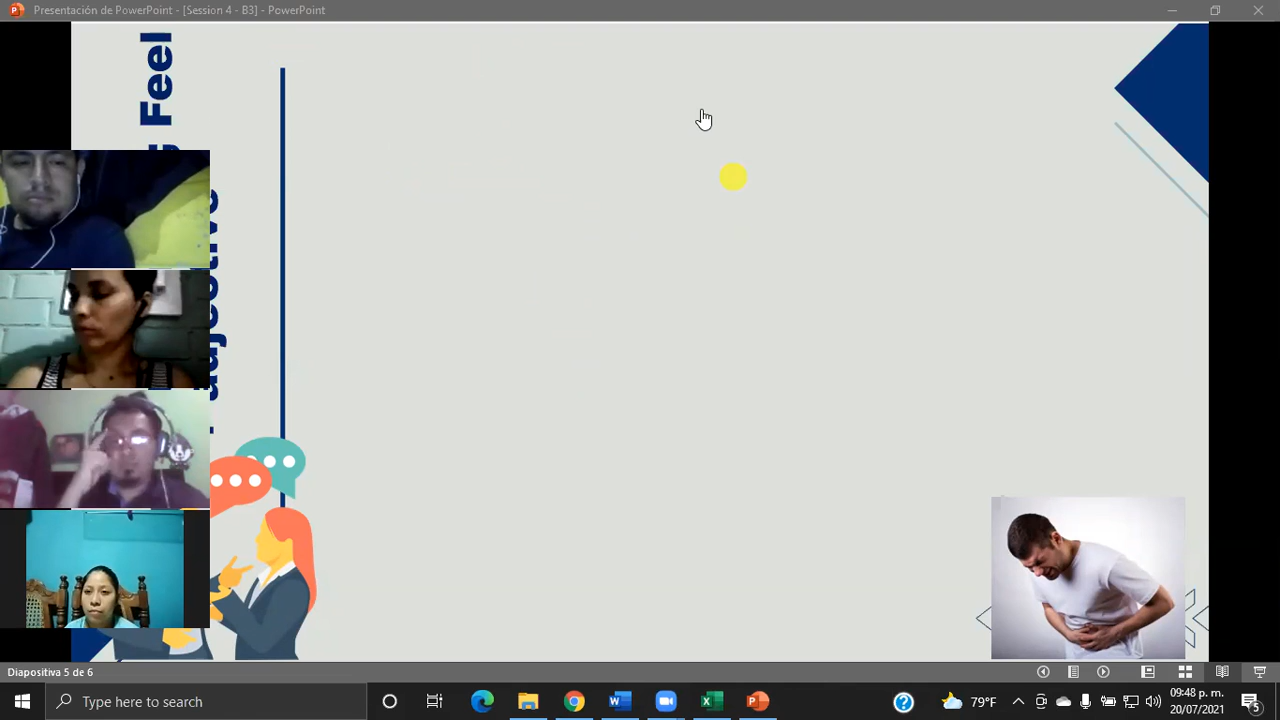 Presentación de PowerPoint - [Session 4 - B3] - PowerPoint
Feel
Diapositiva 5 de 6
Type here to search
79°F
09:48 p. m.
20/07/2021
5